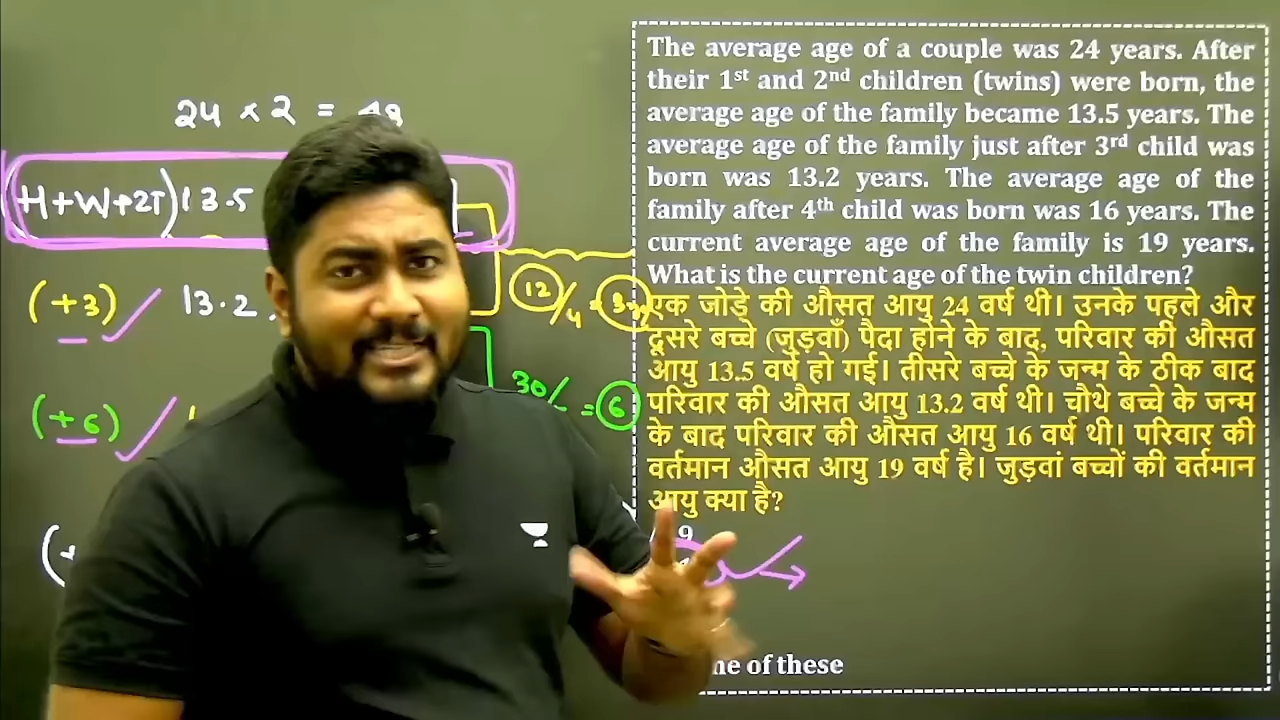 24 × 2 = 48
(H+W+2T) 13.5
(+3) 13.2
12/4 = 3
(+6)
30/ = 6
The average age of a couple was 24 years. After
their 1st and 2nd children (twins) were born, the
average age of the family became 13.5 years. The
average age of the family just after 3rd child was
born was 13.2 years. The average age of the
family after 4th child was born was 16 years. The
current average age of the family is 19 years.
What is the current age of the twin children?
एक जोड़े की औसत आयु 24 वर्ष थी। उनके पहले और
दूसरे बच्चे (जुड़वाँ) पैदा होने के बाद, परिवार की औसत
आयु 13.5 वर्ष हो गई। तीसरे बच्चे के जन्म के ठीक बाद
परिवार की औसत आयु 13.2 वर्ष थी। चौथे बच्चे के जन्म
के बाद परिवार की औसत आयु 16 वर्ष थी। परिवार की
वर्तमान औसत आयु 19 वर्ष है। जुड़वां बच्चों की वर्तमान
आयु क्या है?
9
of these